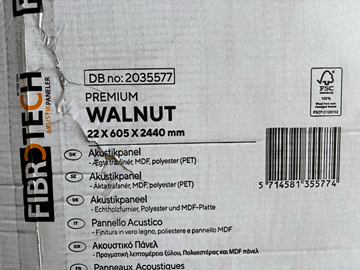 FIBROTECH
AKUSTIKPANELER
DB no: 2035577
PREMIUM
WALNUT
22 X 605 X 2440 mm
FSC
100%
DK Akustikpanel
- Ægte træfinér, MDF, polyester (PET)
SE Akustikpanel
- Äkta träfanér, MDF, polyester (PET)
DE Akustikpanel
- Echtholzfurnier, Polyester und MDF-Platte
IT Pannello Acustico
- Finitura in vero legno, poliestere e pannello MDF
GR Ακουστικό Πάνελ
- Πραγματική λεπτομέρεια ξύλου, Πολυεστέρας και MDF πάνελ
FR Panneaux Acoustiques
5 714581 355774